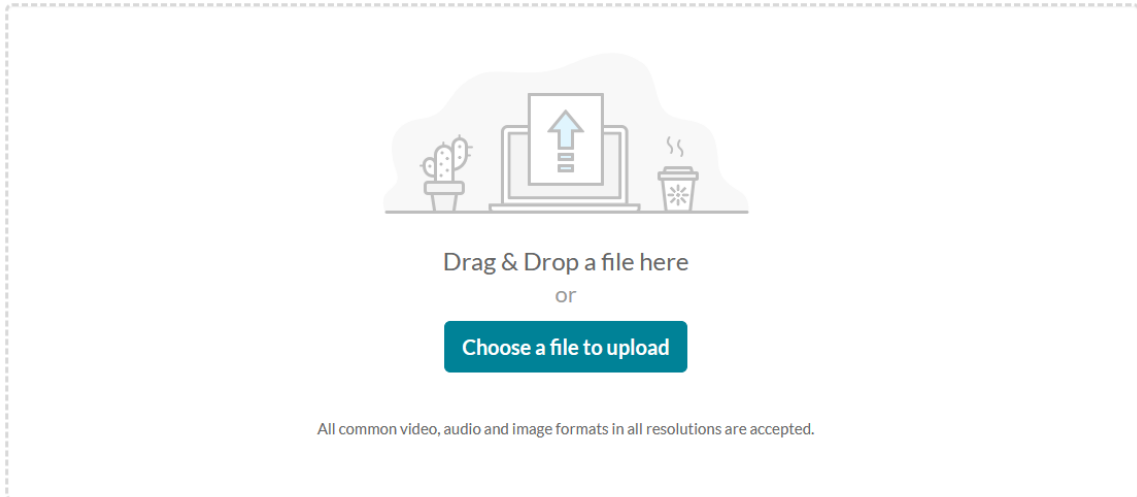 Drag & Drop a file here
or
Choose a file to upload
All common video, audio and image formats in all resolutions are accepted.